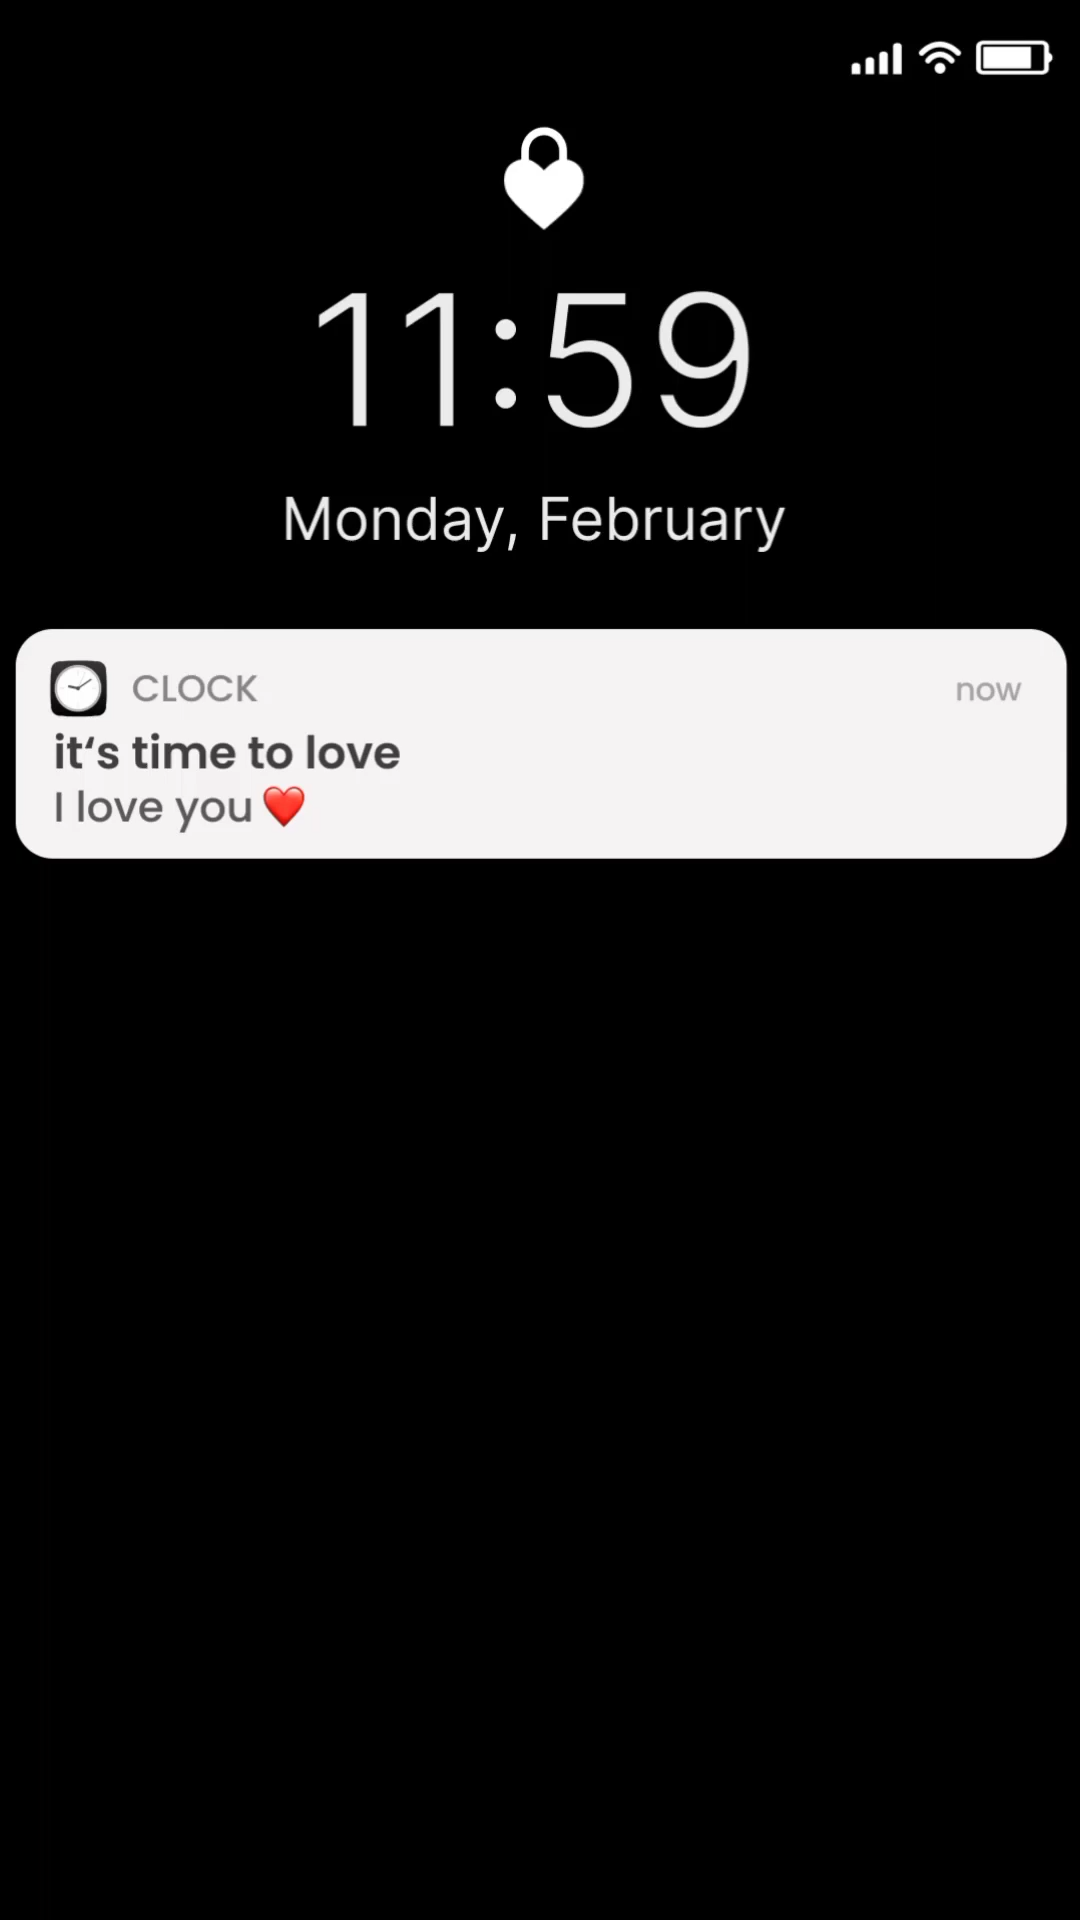 11:59
Monday, February
CLOCK
now
it‘s time to love
I love you ❤️